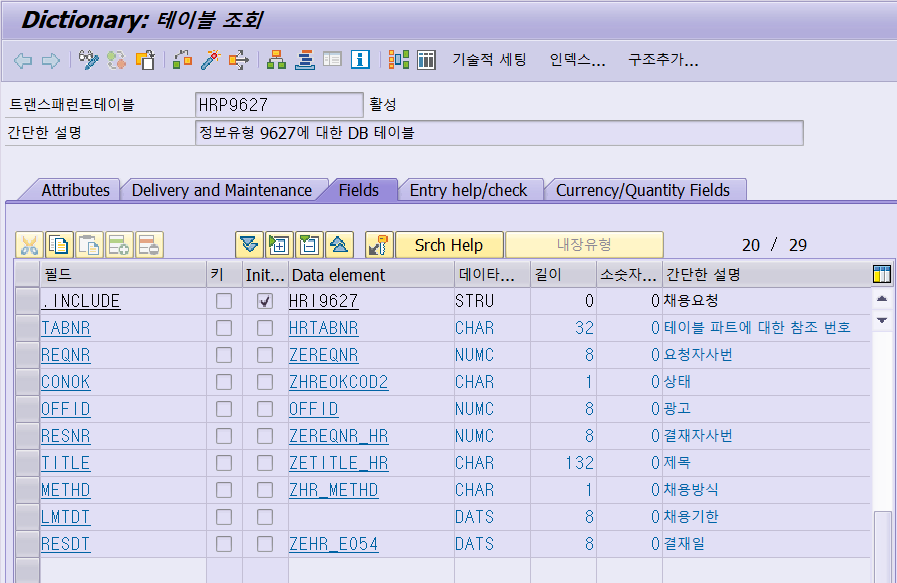 Dictionary: 테이블 조회
기술적 세팅 인덱스... 구조추가...
트랜스패런트테이블 HRP9627 활성
간단한 설명 정보유형 9627에 대한 DB 테이블
Attributes Delivery and Maintenance Fields Entry help/check Currency/Quantity Fields
Srch Help 내장유형 20 / 29
필드 키 Init... Data element 데이타... 길이 소숫자... 간단한 설명
.INCLUDE HRI9627 STRU 0 0 채용요청
TABNR HRTABNR CHAR 32 0 테이블 파트에 대한 참조 번호
REQNR ZEREQNR NUMC 8 0 요청자사번
CONOK ZHREOKCOD2 CHAR 1 0 상태
OFFID OFFID NUMC 8 0 광고
RESNR ZEREQNR_HR NUMC 8 0 결재자사번
TITLE ZETITLE_HR CHAR 132 0 제목
METHD ZHR_METHD CHAR 1 0 채용방식
LMTDT DATS 8 0 채용기한
RESDT ZEHR_E054 DATS 8 0 결재일